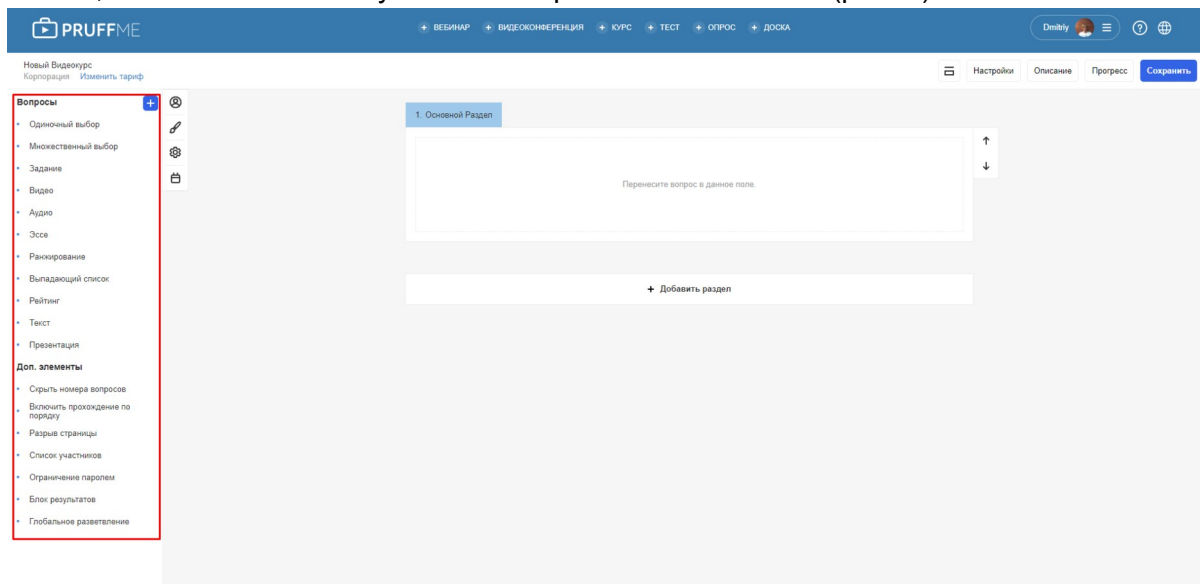 PRUFFME
+ ВЕБИНАР + ВИДЕОКОНФЕРЕНЦИЯ + КУРС + ТЕСТ + ОПРОС + ДОСКА
Dmitriy
Новый Видеокурс
Корпорация Изменить тариф
Настройки Описание Прогресс Сохранить
Вопросы
Одиночный выбор
Множественный выбор
Задание
Видео
Аудио
Эссе
Ранжирование
Выпадающий список
Рейтинг
Текст
Презентация
Доп. элементы
Скрыть номера вопросов
Включить прохождение по
порядку
Разрыв страницы
Список участников
Ограничение паролем
Блок результатов
Глобальное разветвление
1. Основной Раздел
Перенесите вопрос в данное поле.
+ Добавить раздел